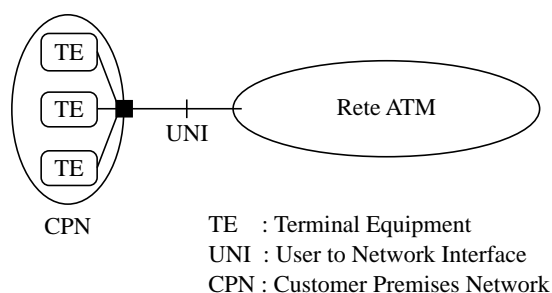 TE
TE
TE
UNI
Rete ATM
CPN
TE : Terminal Equipment
UNI : User to Network Interface
CPN : Customer Premises Network